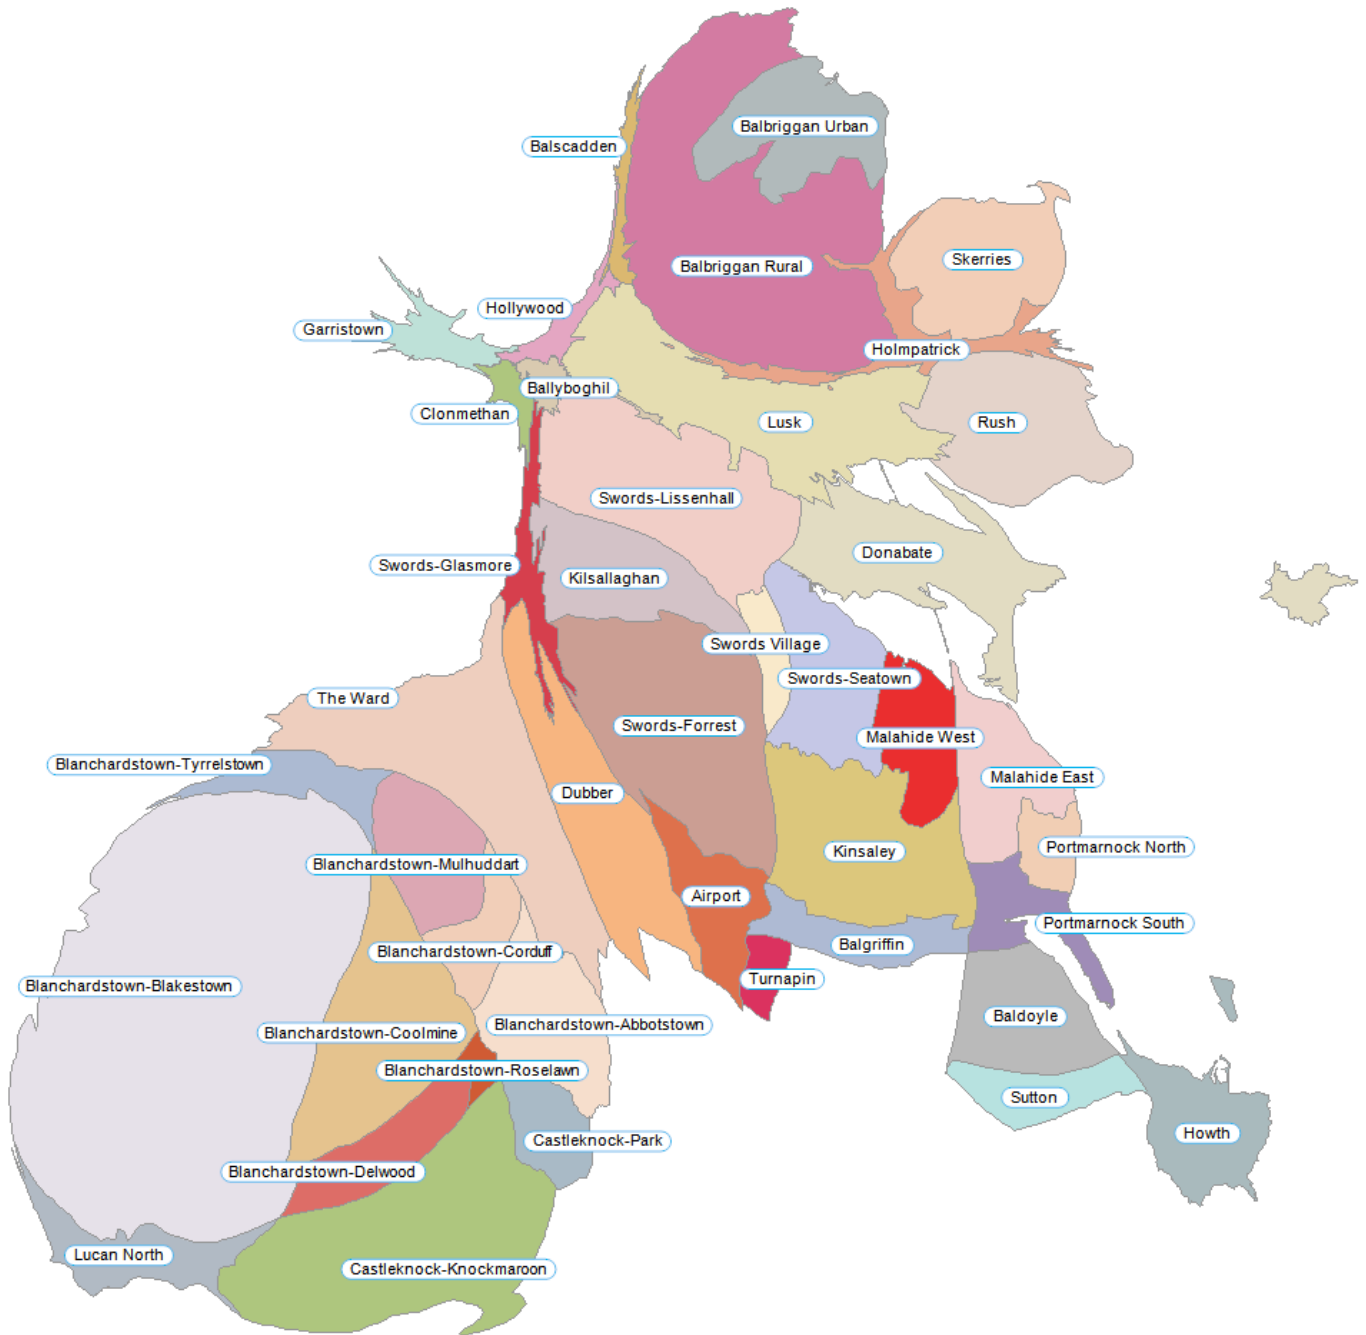 Balbriggan Urban
Balscadden
Skerries
Balbriggan Rural
Hollywood
Garristown
Holmpatrick
Ballyboghil
Clonmethan
Lusk
Rush
Swords-Lissenhall
Donabate
Swords-Glasmore
Kilsallaghan
Swords Village
Swords-Seatown
The Ward
Swords-Forrest
Malahide West
Blanchardstown-Tyrrelstown
Malahide East
Dubber
Portmarnock North
Kinsaley
Blanchardstown-Mulhuddart
Airport
Portmarnock South
Balgriffin
Blanchardstown-Corduff
Turnapin
Blanchardstown-Blakestown
Baldoyle
Blanchardstown-Abbotstown
Blanchardstown-Coolmine
Blanchardstown-Roselawn
Sutton
Howth
Castleknock-Park
Blanchardstown-Delwood
Lucan North
Castleknock-Knockmaroon